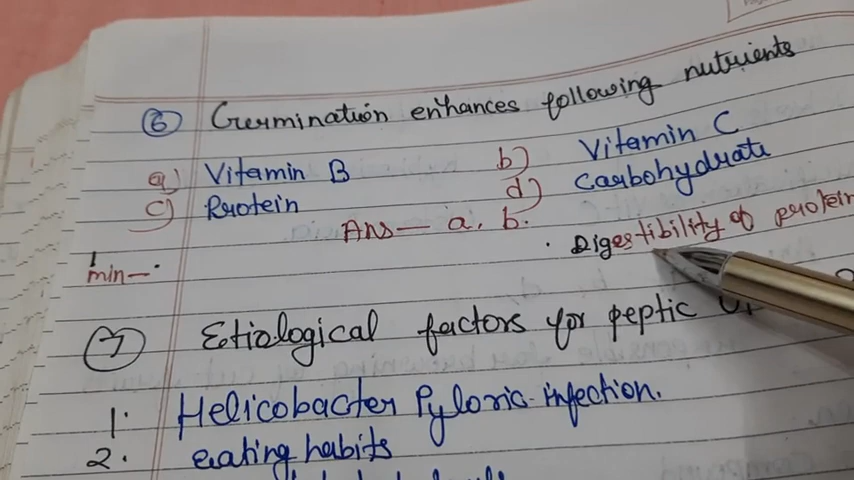 6 Germination enhances following nutrients
a) Vitamin B b) Vitamin C
c) Protein d) Carbohydrate
Ans — a, b.
min — · · Digestibility of protein
7 Etiological factors for peptic
1. Helicobacter Pyloric infection.
2. eating habits